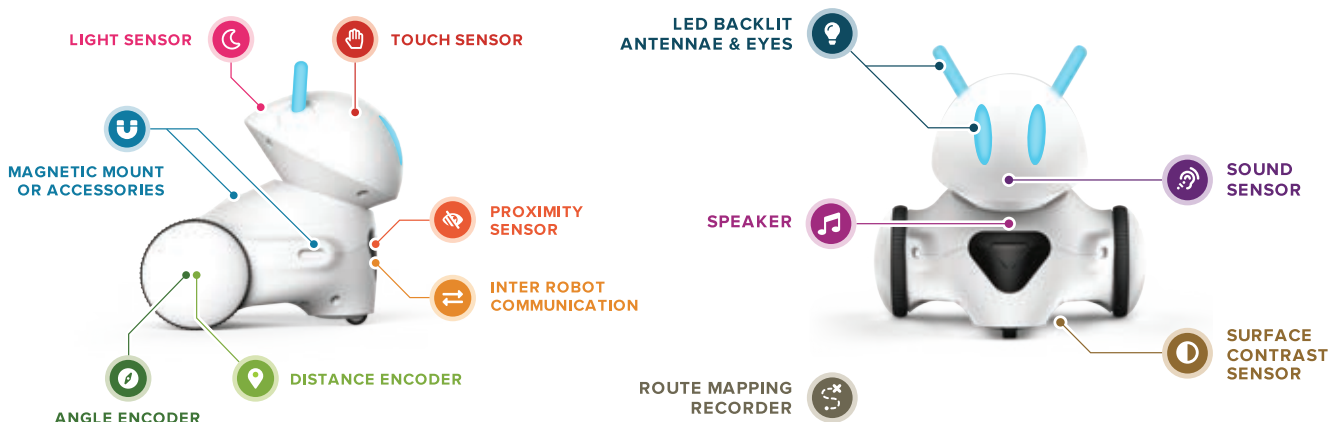 LIGHT SENSOR
TOUCH SENSOR
MAGNETIC MOUNT
OR ACCESSORIES
PROXIMITY
SENSOR
INTER ROBOT
COMMUNICATION
DISTANCE ENCODER
ANGLE ENCODER
LED BACKLIT
ANTENNAE & EYES
SOUND
SENSOR
SPEAKER
SURFACE
CONTRAST
SENSOR
ROUTE MAPPING
RECORDER